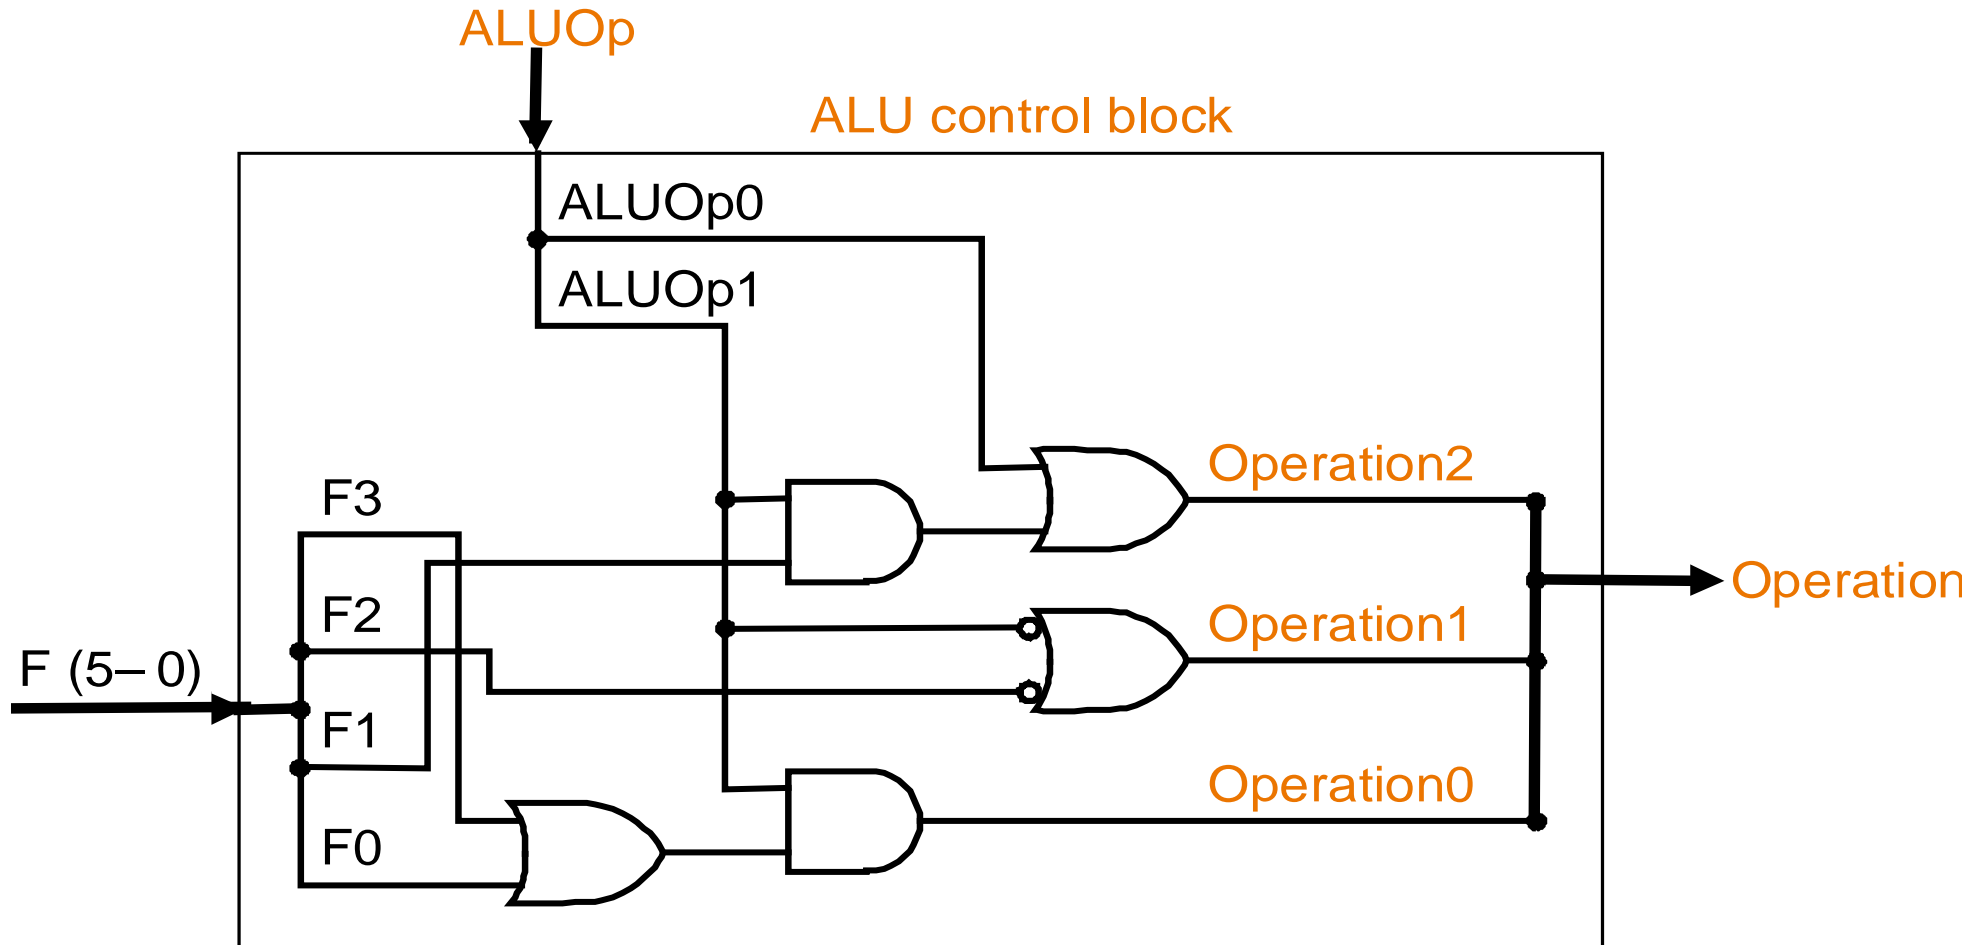 ALUOp
ALU control block
ALUOp0
ALUOp1
Operation2
F3
Operation
F2
Operation1
F (5– 0)
F1
Operation0
F0